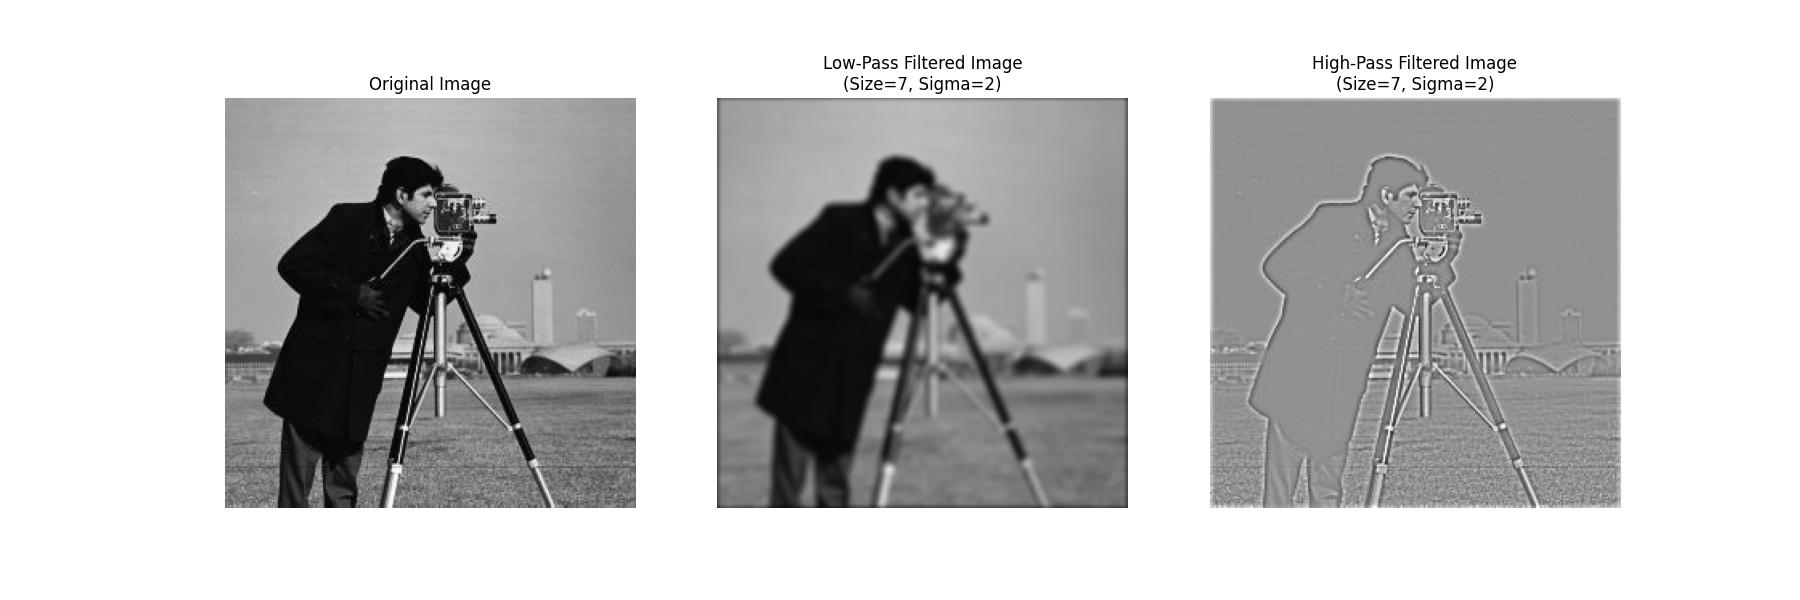 Original Image
Low-Pass Filtered Image
(Size=7, Sigma=2)
High-Pass Filtered Image
(Size=7, Sigma=2)